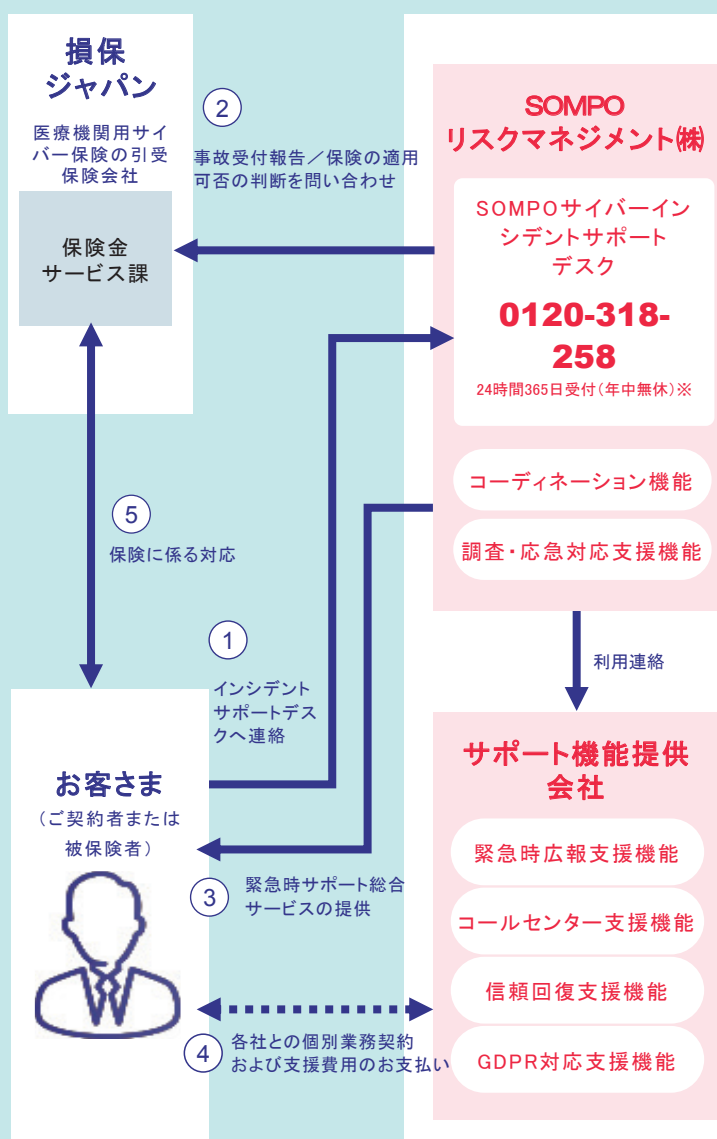 損保
ジャパン
医療機関用サイ
バー保険の引受
保険会社
保険金
サービス課
②
事故受付報告／保険の適用
可否の判断を問い合わせ
SOMPO
リスクマネジメント㈱
SOMPOサイバーイン
シデントサポート
デスク
0120-318-
258
24時間365日受付(年中無休)※
コーディネーション機能
調査・応急対応支援機能
⑤
保険に係る対応
①
インシデント
サポートデス
クへ連絡
利用連絡
お客さま
(ご契約者または
被保険者)
③
緊急時サポート総合
サービスの提供
④
各社との個別業務契約
および支援費用のお支払い
サポート機能提供
会社
緊急時広報支援機能
コールセンター支援機能
信頼回復支援機能
GDPR対応支援機能